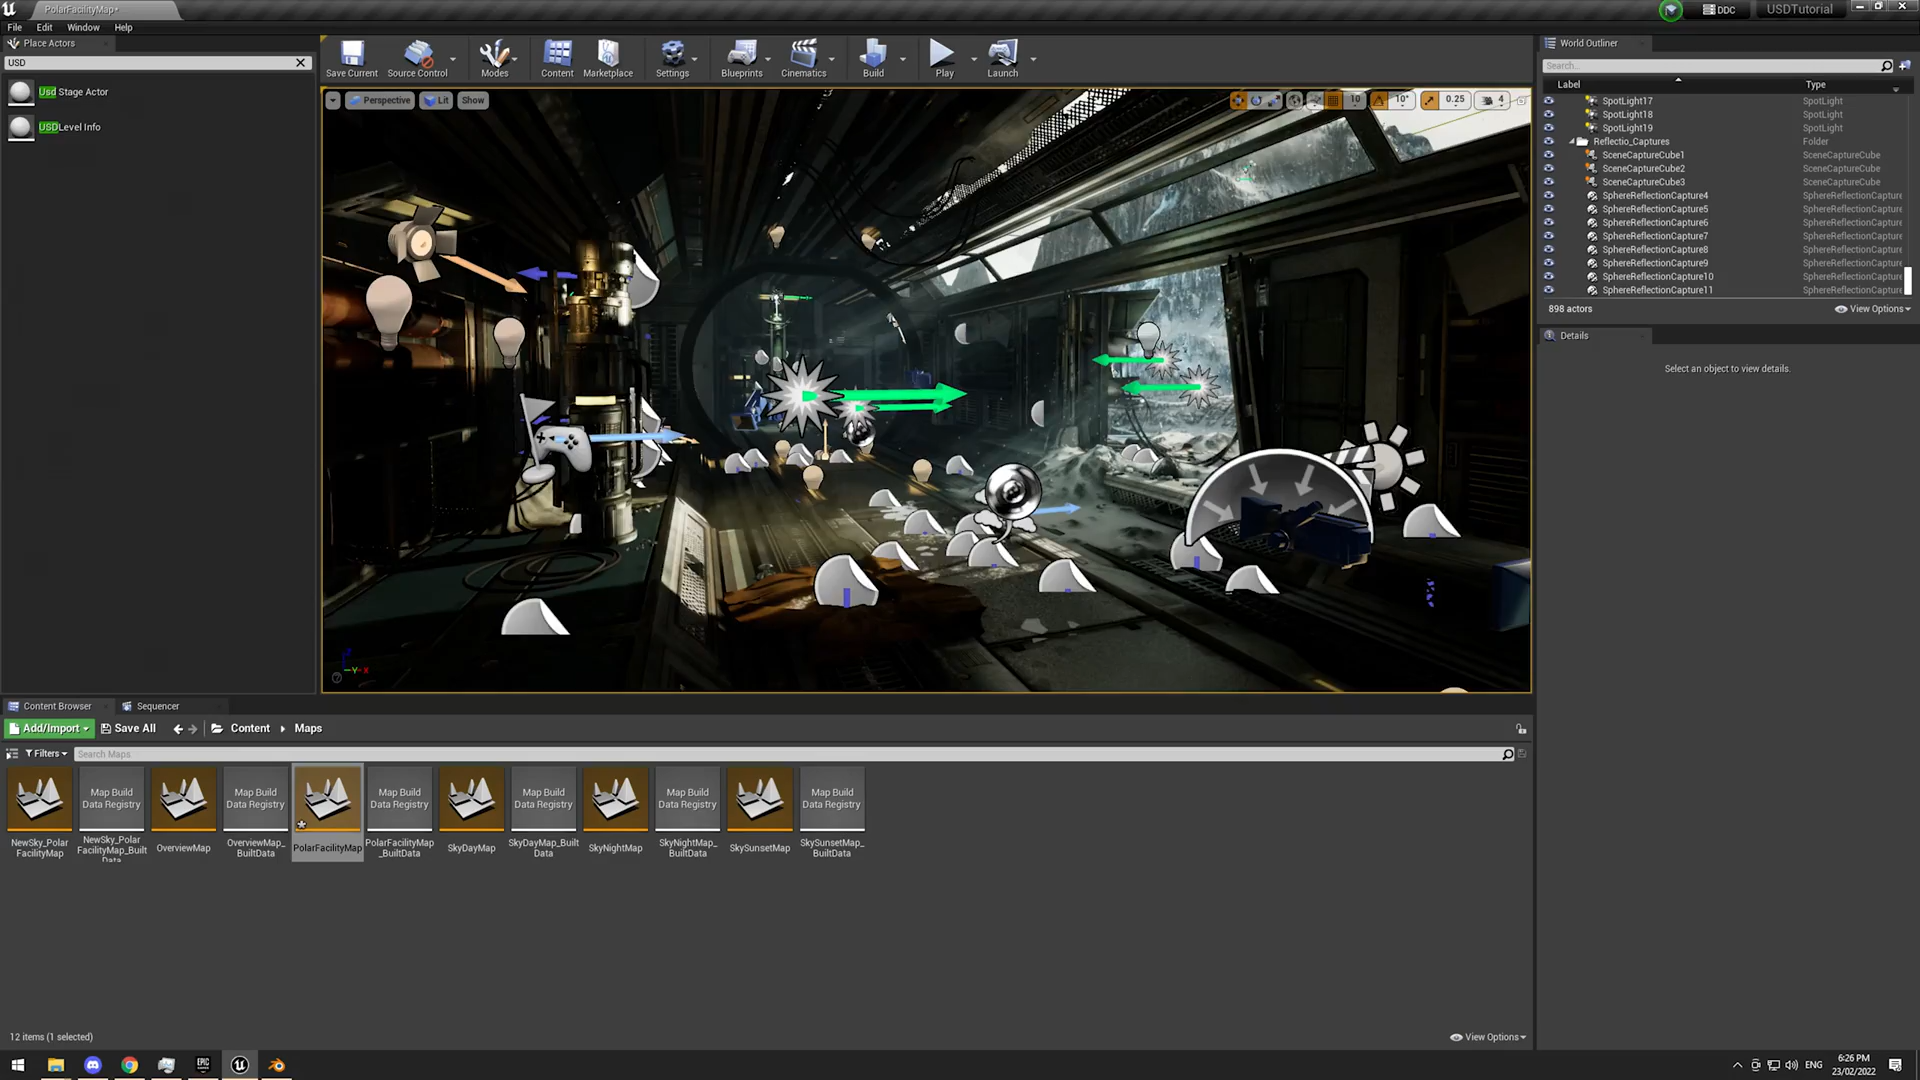 PolarFacilityMap*
DDC
USDTutorial
File Edit Window Help
Place Actors
USD
Usd Stage Actor
USDLevel Info
Save Current
Source Control
Modes
Content
Marketplace
Settings
Blueprints
Cinematics
Build
Play
Launch
Perspective
Lit
Show
10
10°
0.25
4
World Outliner
Search...
Label Type
SpotLight17 SpotLight
SpotLight18 SpotLight
SpotLight19 SpotLight
Reflectio_Captures Folder
SceneCaptureCube1 SceneCaptureCube
SceneCaptureCube2 SceneCaptureCube
SceneCaptureCube3 SceneCaptureCube
SphereReflectionCapture4 SphereReflectionCapture
SphereReflectionCapture5 SphereReflectionCapture
SphereReflectionCapture6 SphereReflectionCapture
SphereReflectionCapture7 SphereReflectionCapture
SphereReflectionCapture8 SphereReflectionCapture
SphereReflectionCapture9 SphereReflectionCapture
SphereReflectionCapture10 SphereReflectionCapture
SphereReflectionCapture11 SphereReflectionCapture
898 actors
View Options
Details
Select an object to view details.
Content Browser
Sequencer
Add/Import
Save All
Content
Maps
Filters
Search Maps
NewSky_Polar
FacilityMap
Map Build
Data Registry
NewSky_Polar
FacilityMap_Built
Data
OverviewMap
Map Build
Data Registry
OverviewMap_
BuiltData
PolarFacilityMap
Map Build
Data Registry
PolarFacilityMap
_BuiltData
SkyDayMap
Map Build
Data Registry
SkyDayMap_Built
Data
SkyNightMap
Map Build
Data Registry
SkyNightMap_
BuiltData
SkySunsetMap
Map Build
Data Registry
SkySunsetMap_
BuiltData
12 items (1 selected)
View Options
EPIC
ENG
6:26 PM
23/02/2022